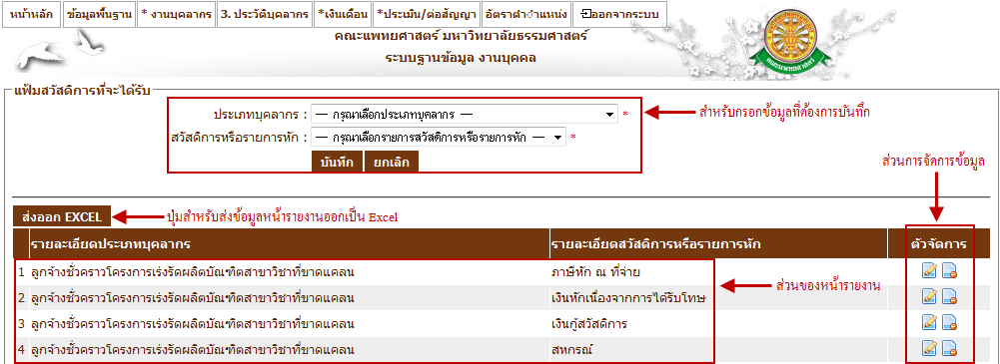 หน้าหลัก ข้อมูลพื้นฐาน * งานบุคลากร 3. ประวัติบุคลากร *เงินเดือน *ประเมิน/ต่อสัญญา อัตราตำแหน่ง ออกจากระบบ
คณะแพทยศาสตร์ มหาวิทยาลัยธรรมศาสตร์
ระบบฐานข้อมูล งานบุคคล
แฟ้มสวัสดิการที่จะได้รับ
ประเภทบุคลากร : --- กรุณาเลือกประเภทบุคลากร --- * สำหรับกรอกข้อมูลที่ต้องการบันทึก
สวัสดิการหรือรายการหัก : --- กรุณาเลือกรายการสวัสดิการหรือรายการหัก --- *
บันทึก ยกเลิก
ส่วนการจัดการข้อมูล
ส่งออก EXCEL ปุ่มสำหรับส่งข้อมูลหน้ารายงานออกเป็น Excel
รายละเอียดประเภทบุคลากร รายละเอียดสวัสดิการหรือรายการหัก ตัวจัดการ
1 ลูกจ้างชั่วคราวโครงการเร่งรัดผลิตบัณฑิตสาขาวิชาที่ขาดแคลน ภาษีหัก ณ ที่จ่าย
2 ลูกจ้างชั่วคราวโครงการเร่งรัดผลิตบัณฑิตสาขาวิชาที่ขาดแคลน เงินหักเนื่องจากการได้รับโทษ ส่วนของหน้ารายงาน
3 ลูกจ้างชั่วคราวโครงการเร่งรัดผลิตบัณฑิตสาขาวิชาที่ขาดแคลน เงินกู้สวัสดิการ
4 ลูกจ้างชั่วคราวโครงการเร่งรัดผลิตบัณฑิตสาขาวิชาที่ขาดแคลน สหกรณ์